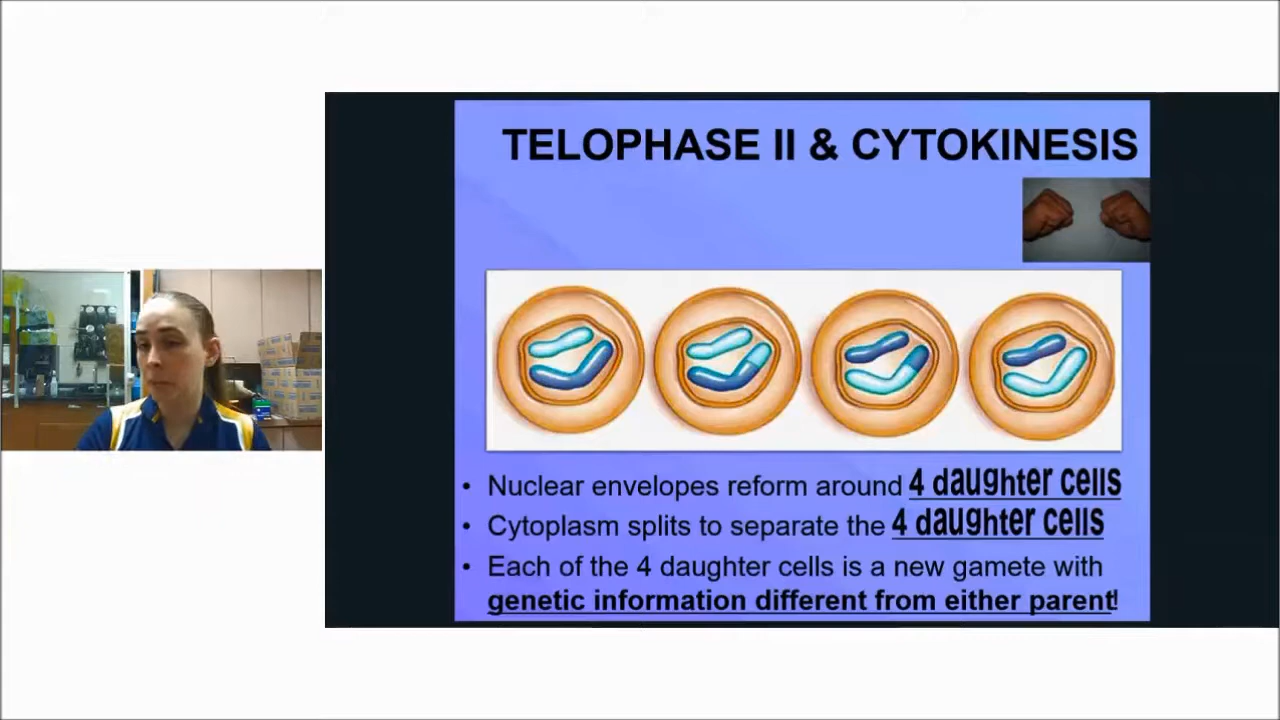 TELOPHASE II & CYTOKINESIS
• Nuclear envelopes reform around 4 daughter cells
• Cytoplasm splits to separate the 4 daughter cells
• Each of the 4 daughter cells is a new gamete with
genetic information different from either parent!